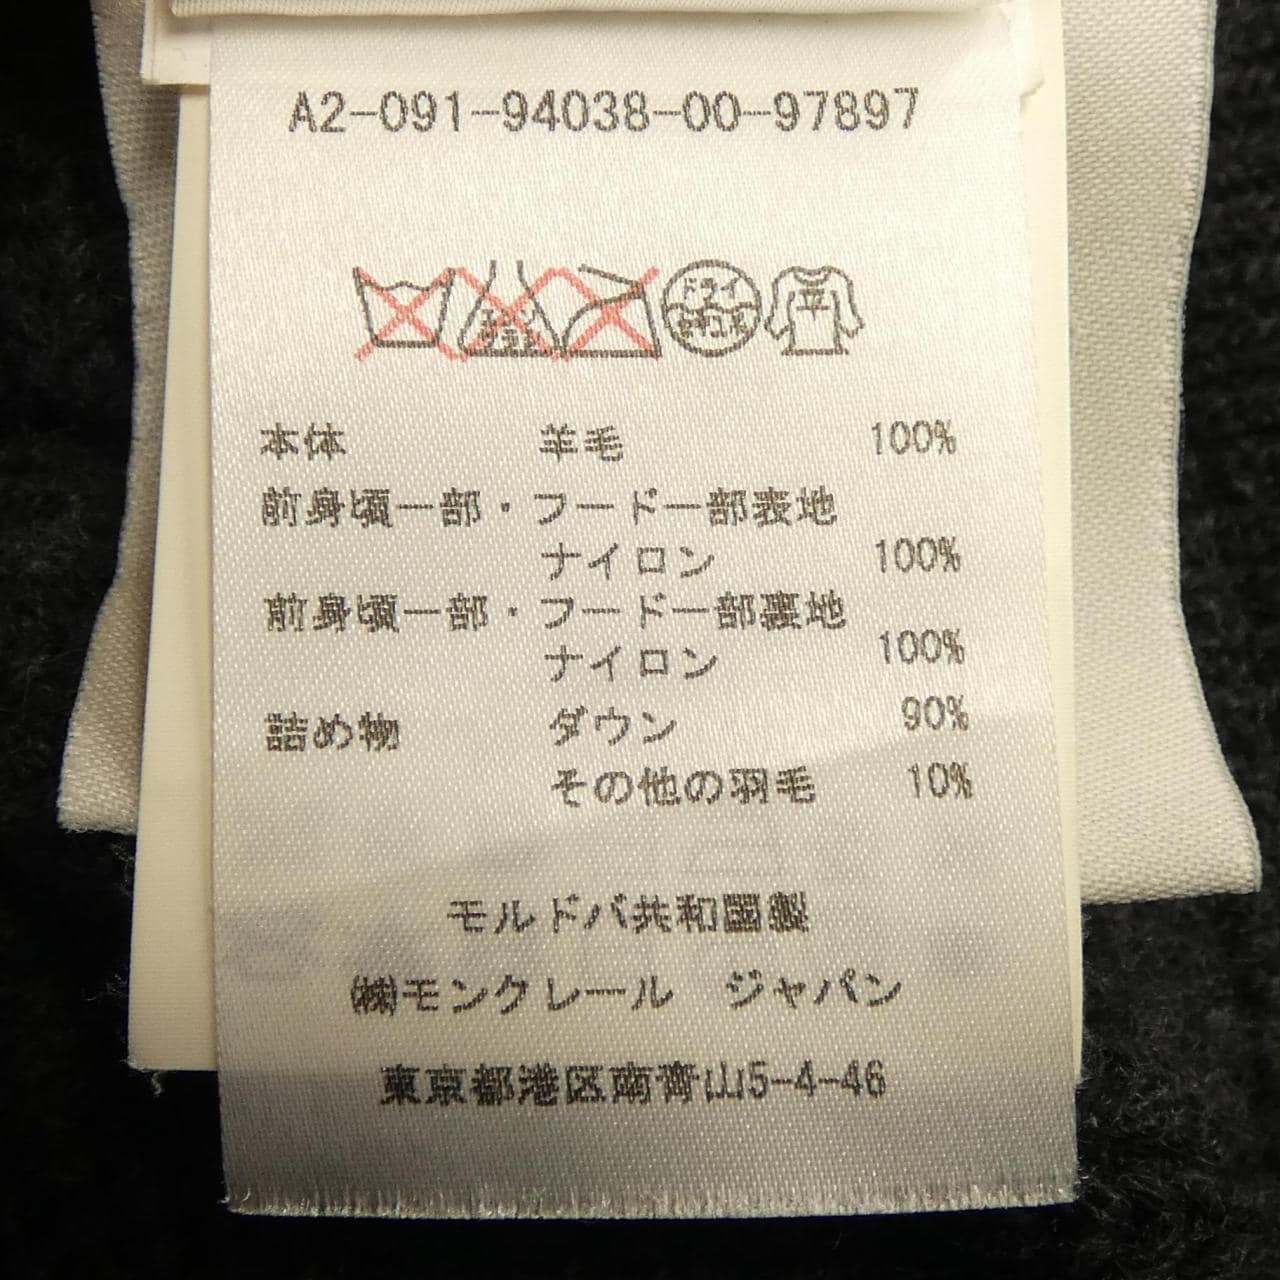 A2-091-94038-00-97897
ドライ 平
本体 羊毛 100%
前身頃一部・フード一部表地
ナイロン 100%
前身頃一部・フード一部裏地
ナイロン 100%
詰め物 ダウン 90%
その他の羽毛 10%
モルドバ共和国製
㈱モンクレール ジャパン
東京都港区南青山5-4-46